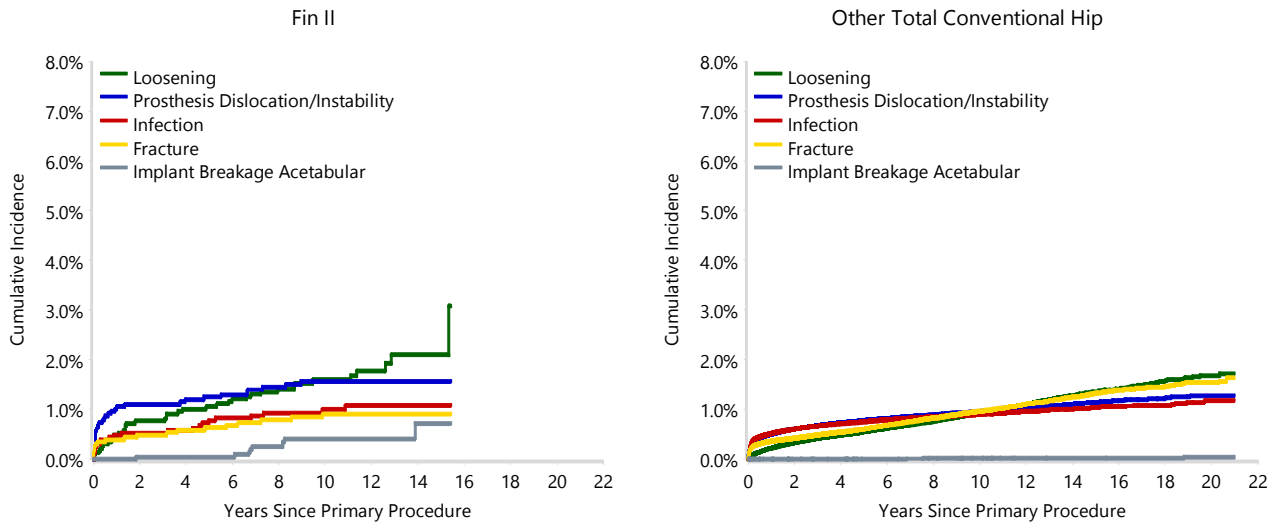 Fin II
8.0%
7.0%
6.0%
5.0%
4.0%
3.0%
2.0%
1.0%
0.0%
Cumulative Incidence
Loosening
Prosthesis Dislocation/Instability
Infection
Fracture
Implant Breakage Acetabular
0 2 4 6 8 10 12 14 16 18 20 22
Years Since Primary Procedure
Other Total Conventional Hip
8.0%
7.0%
6.0%
5.0%
4.0%
3.0%
2.0%
1.0%
0.0%
Cumulative Incidence
Loosening
Prosthesis Dislocation/Instability
Infection
Fracture
Implant Breakage Acetabular
0 2 4 6 8 10 12 14 16 18 20 22
Years Since Primary Procedure